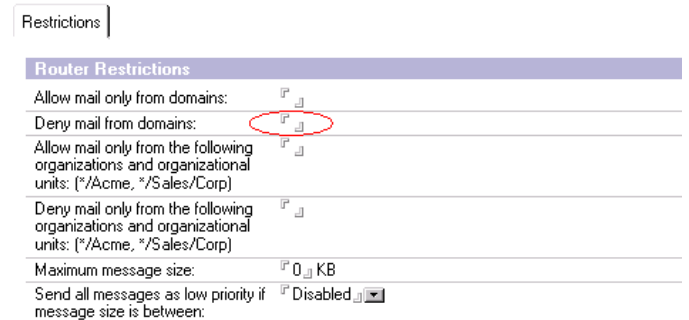 Restrictions
Router Restrictions
Allow mail only from domains:
Deny mail from domains:
Allow mail only from the following
organizations and organizational
units: (*/Acme, */Sales/Corp)
Deny mail only from the following
organizations and organizational
units: (*/Acme, */Sales/Corp)
Maximum message size: 0 KB
Send all messages as low priority if Disabled
message size is between: